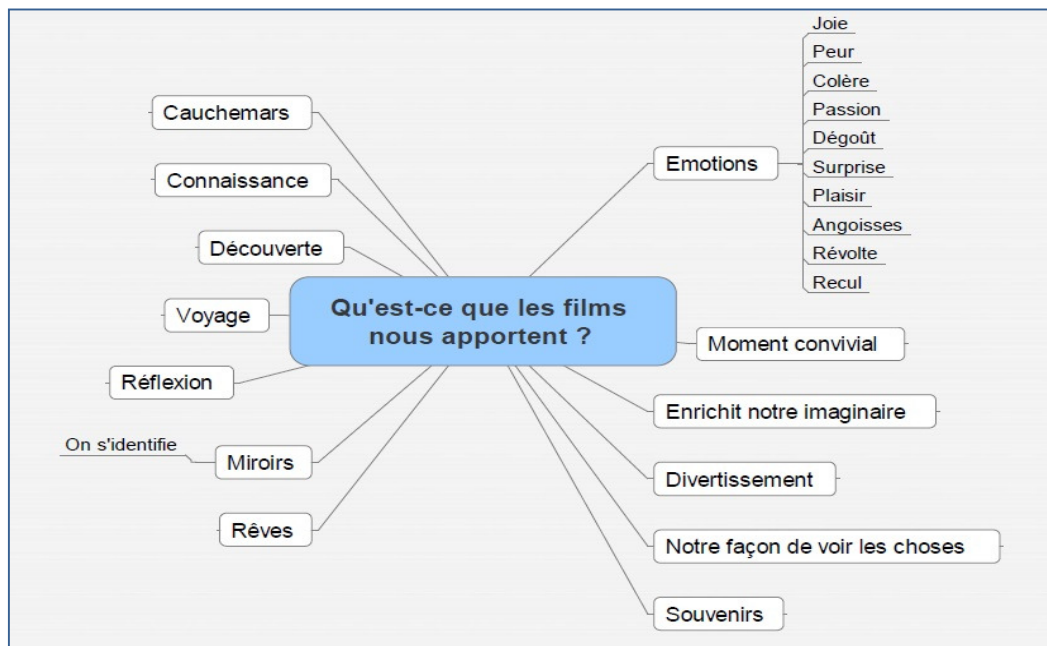 Qu'est-ce que les films
nous apportent ?
Emotions
Joie
Peur
Colère
Passion
Dégoût
Surprise
Plaisir
Angoisses
Révolte
Recul
Moment convivial
Enrichit notre imaginaire
Divertissement
Notre façon de voir les choses
Souvenirs
Cauchemars
Connaissance
Découverte
Voyage
Réflexion
Miroirs
On s'identifie
Rêves